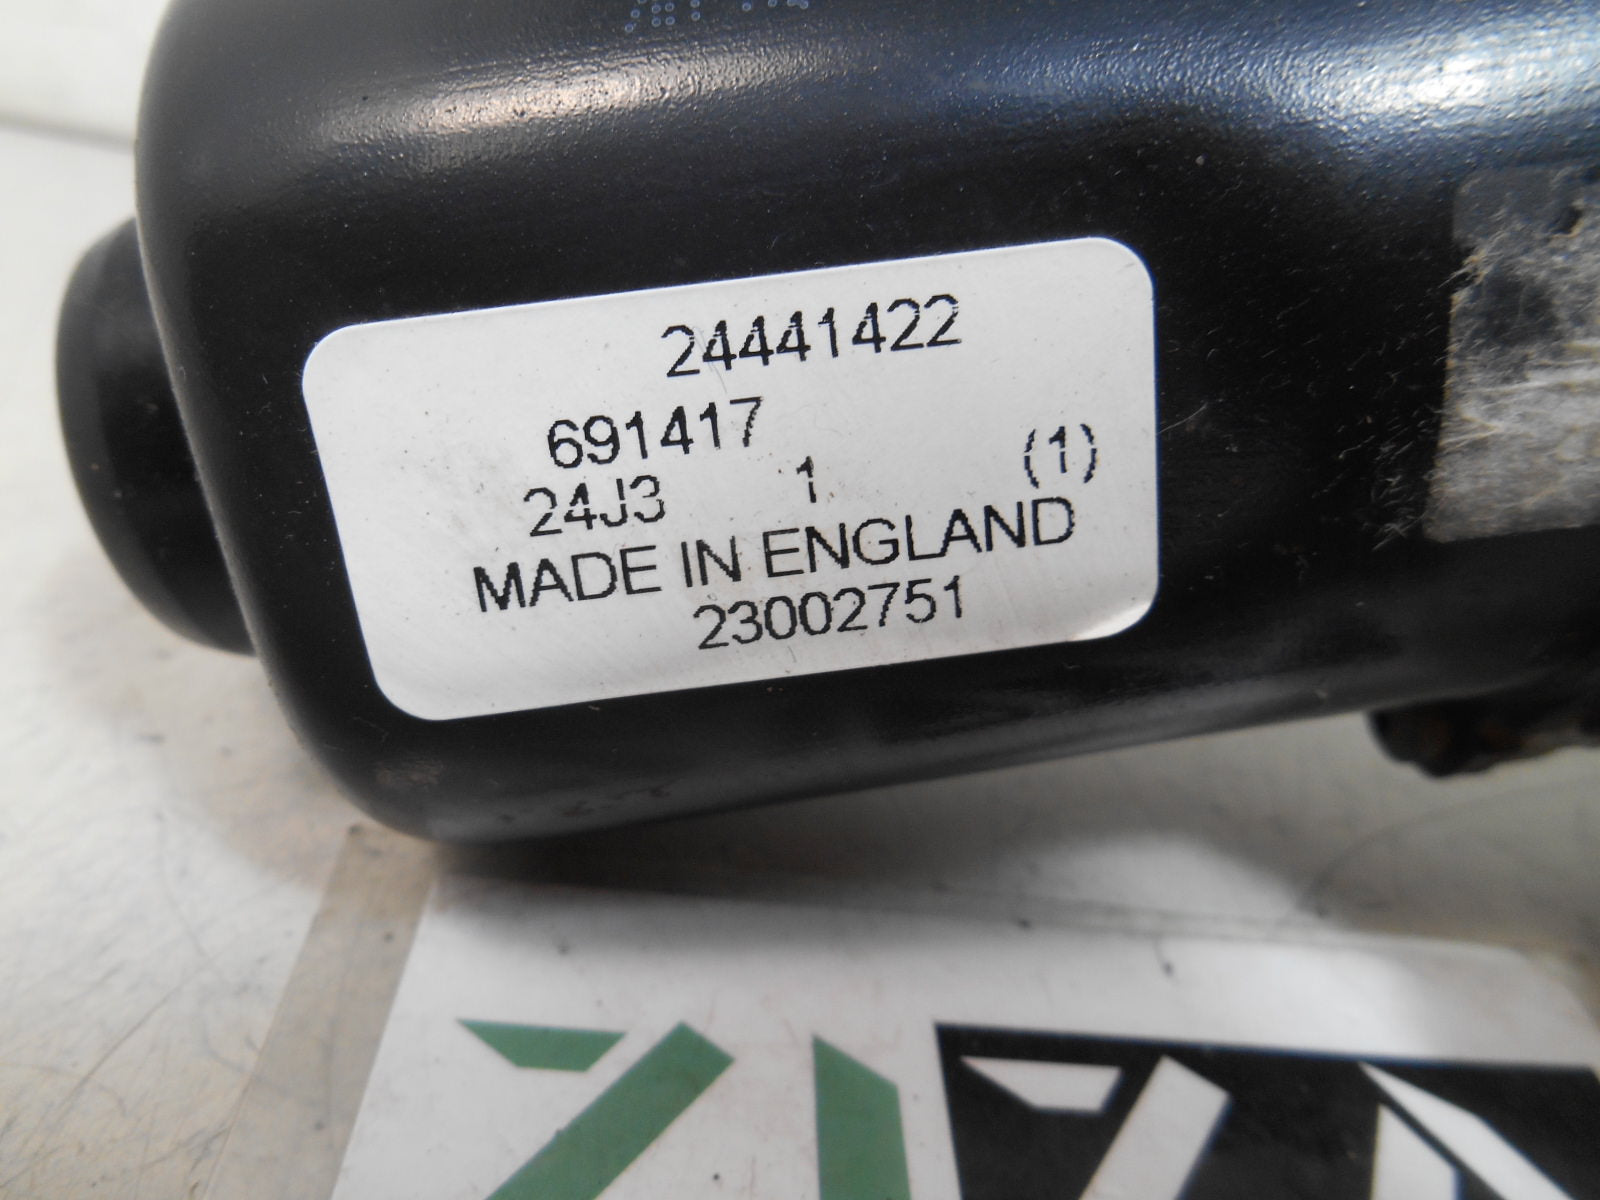 24441422
691417
24J3 1 (1)
MADE IN ENGLAND
23002751